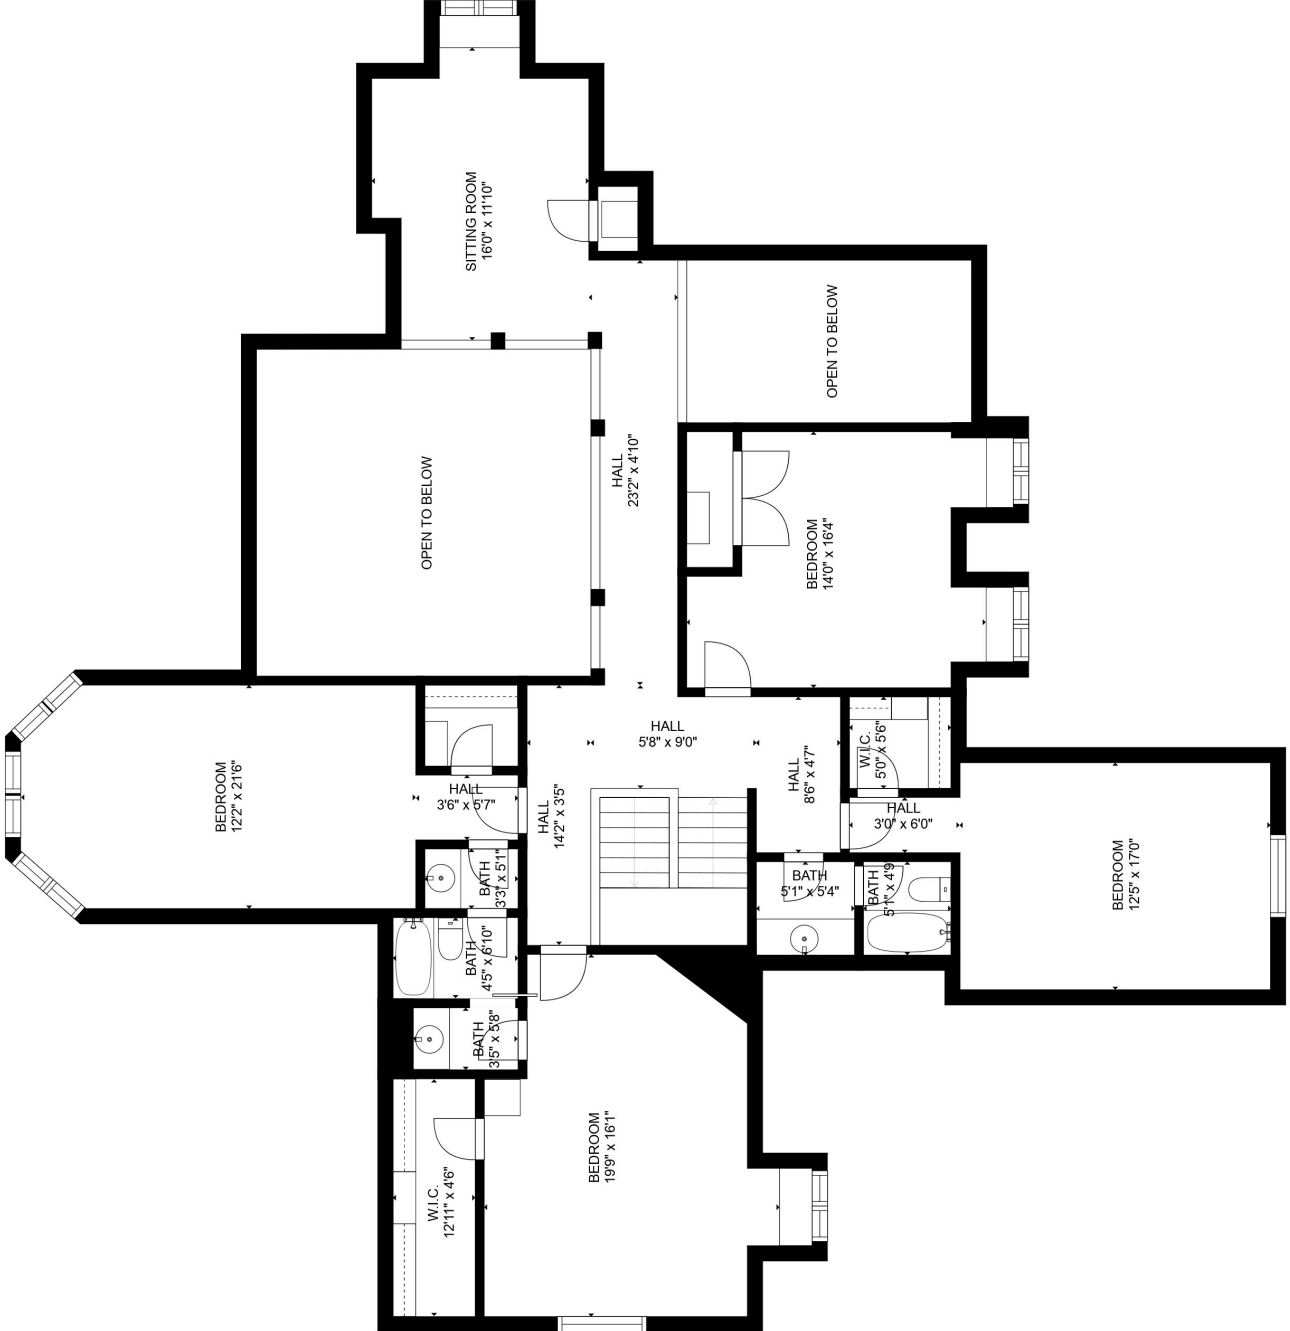 SITTING ROOM
16'0" x 11'10"
OPEN TO BELOW
OPEN TO BELOW
HALL
23'2" x 4'10"
BEDROOM
14'0" x 16'4"
HALL
5'8" x 9'0"
W.I.C.
5'0" x 5'6"
HALL
8'6" x 4'7"
BEDROOM
12'2" x 21'6"
HALL
3'6" x 5'7"
HALL
14'2" x 3'5"
HALL
3'0" x 6'0"
BEDROOM
12'5" x 17'0"
BATH
3'3" x 5'1"
BATH
5'1" x 5'4"
BATH
5'1" x 4'9"
BATH
4'5" x 6'10"
BATH
3'5" x 5'8"
BEDROOM
19'9" x 16'1"
W.I.C.
12'11" x 4'6"